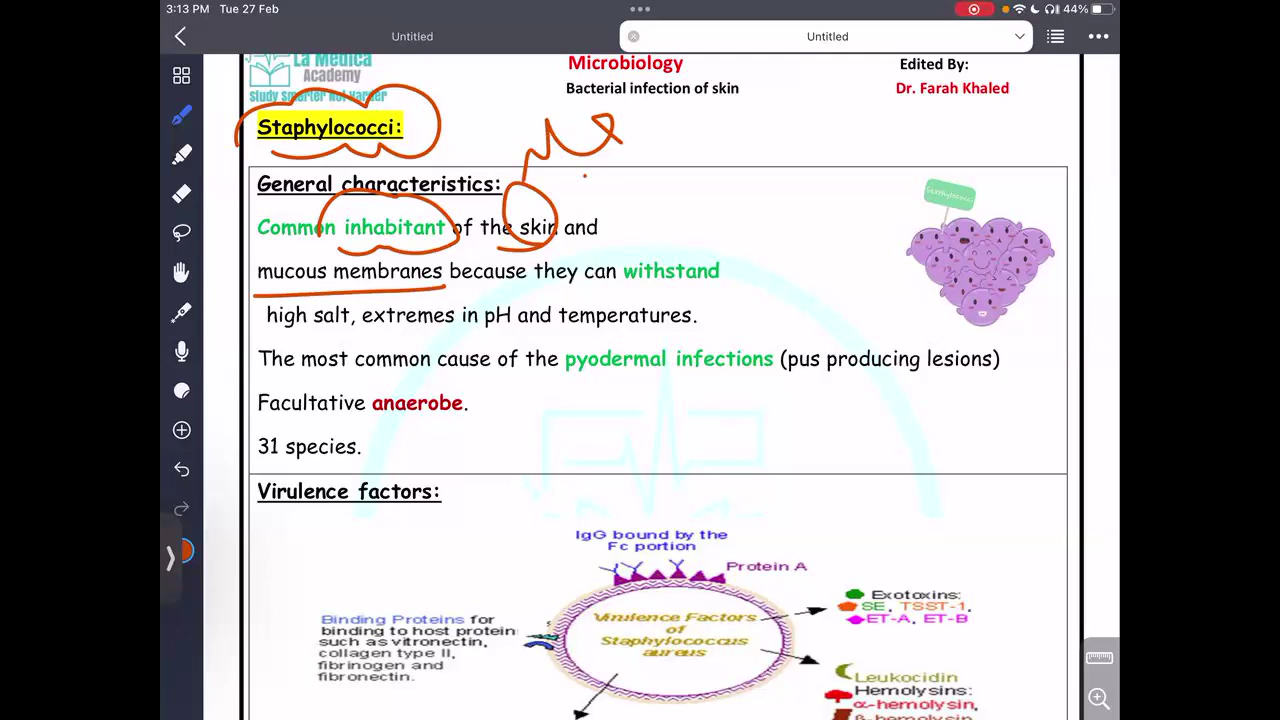 3:13 PM Tue 27 Feb
44%
Untitled
Untitled
La Medica
Academy
Study Smarter Not Harder
Microbiology
Bacterial infection of skin
Edited By:
Dr. Farah Khaled
Staphylococci:
General characteristics:
Common inhabitant of the skin and
mucous membranes because they can withstand
high salt, extremes in pH and temperatures.
The most common cause of the pyodermal infections (pus producing lesions)
Facultative anaerobe.
31 species.
Staphylococci
Virulence factors:
IgG bound by the
Fc portion
Protein A
Binding Proteins for
binding to host protein
such as vitronectin,
collagen type II,
fibrinogen and
fibronectin.
Virulence Factors
of
Staphylococcus
aureus
Exotoxins:
SE, TSST-1,
ET-A, ET-B
Leukocidin
Hemolysins:
α-hemolysin,
β-hemolysin